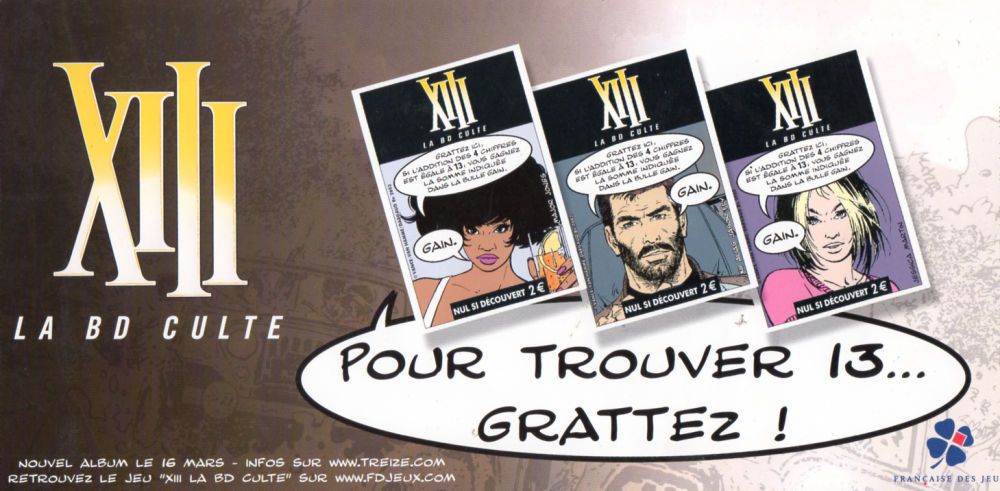 XIII
LA BD CULTE
XIII
LA BD CULTE
GRATTEZ ICI,
SI L'ADDITION DES 4 CHIFFRES
EST ÉGALE À 13, VOUS GAGNEZ
LA SOMME INDIQUÉE
DANS LA BULLE GAIN.
GAIN.
MAJOR JONES
NUL SI DÉCOUVERT 2 €
XIII
LA BD CULTE
GRATTEZ ICI,
SI L'ADDITION DES 4 CHIFFRES
EST ÉGALE À 13, VOUS GAGNEZ
LA SOMME INDIQUÉE
DANS LA BULLE GAIN.
GAIN.
NUL SI DÉCOUVERT 2 €
XIII
LA BD CULTE
GRATTEZ ICI,
SI L'ADDITION DES 4 CHIFFRES
EST ÉGALE À 13, VOUS GAGNEZ
LA SOMME INDIQUÉE
DANS LA BULLE GAIN.
GAIN.
JESSICA MARTIN
NUL SI DÉCOUVERT 2 €
POUR TROUVER 13...
GRATTEZ !
NOUVEL ALBUM LE 16 MARS - INFOS SUR WWW.TREIZE.COM
RETROUVEZ LE JEU "XIII LA BD CULTE" SUR WWW.FDJEUX.COM
FRANÇAISE DES JEU